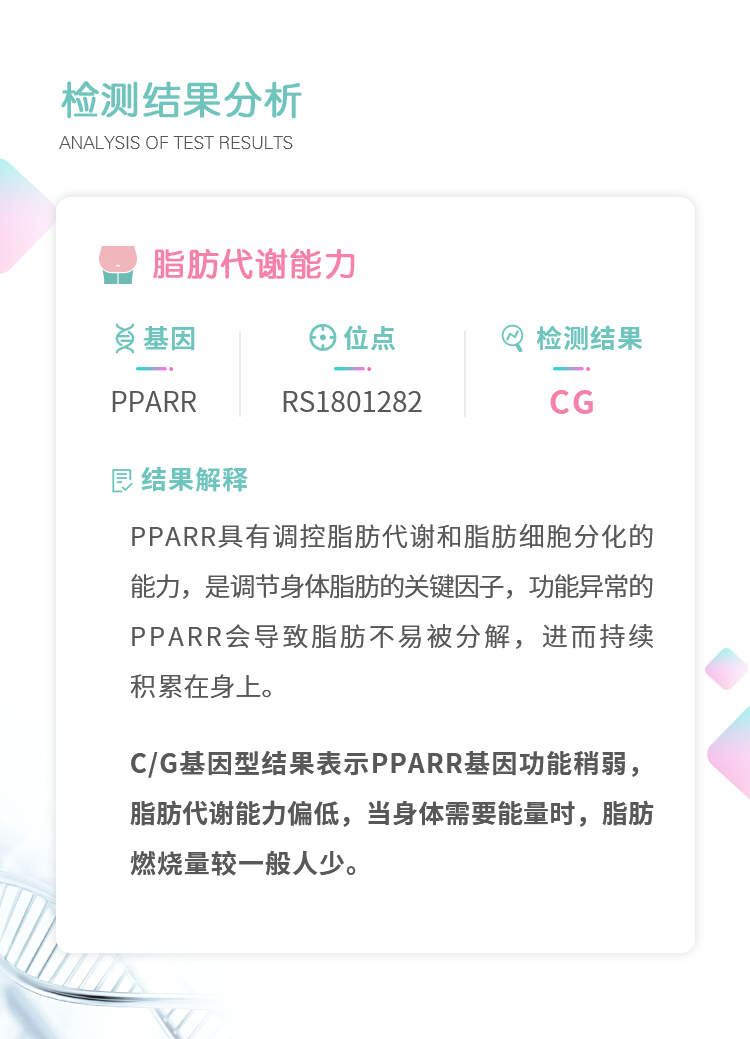 检测结果分析
ANALYSIS OF TEST RESULTS
脂肪代谢能力
基因 位点 检测结果
PPARR RS1801282 CG
结果解释
PPARR具有调控脂肪代谢和脂肪细胞分化的
能力，是调节身体脂肪的关键因子，功能异常的
PPARR会导致脂肪不易被分解，进而持续
积累在身上。
C/G基因型结果表示PPARR基因功能稍弱，
脂肪代谢能力偏低，当身体需要能量时，脂肪
燃烧量较一般人少。